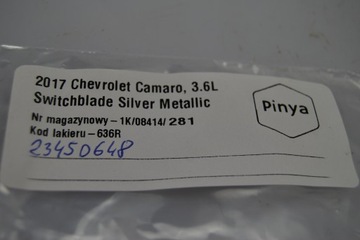 2017 Chevrolet Camaro, 3.6L
Switchblade Silver Metallic
Pinya
Nr magazynowy - 1K/08414/281
Kod lakieru - 636R
23450648